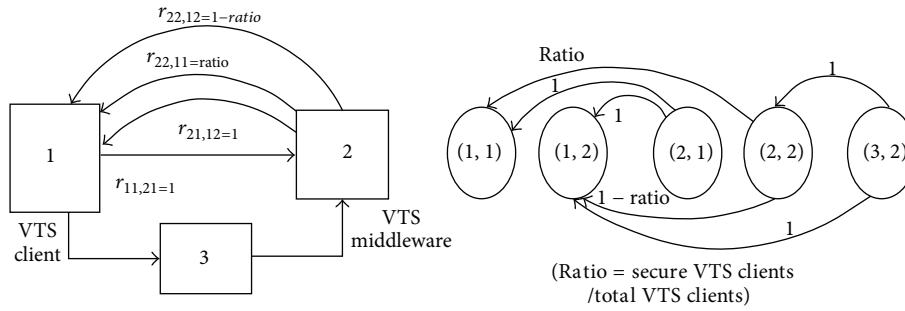 r22,12=1−ratio
r22,11=ratio
r21,12=1
1
2
r11,21=1
VTS
client
VTS
middleware
3
Ratio
1
1
1
(1, 1)
(1, 2)
(2, 1)
(2, 2)
(3, 2)
1 − ratio
1
(Ratio = secure VTS clients
/total VTS clients)